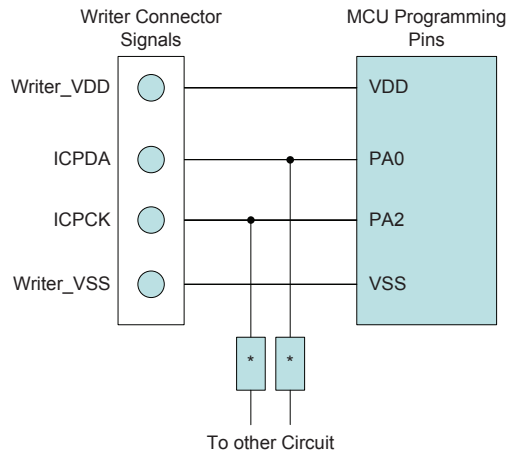 Writer Connector
Signals
MCU Programming
Pins
Writer_VDD
VDD
ICPDA
PA0
ICPCK
PA2
Writer_VSS
VSS
*
*
To other Circuit